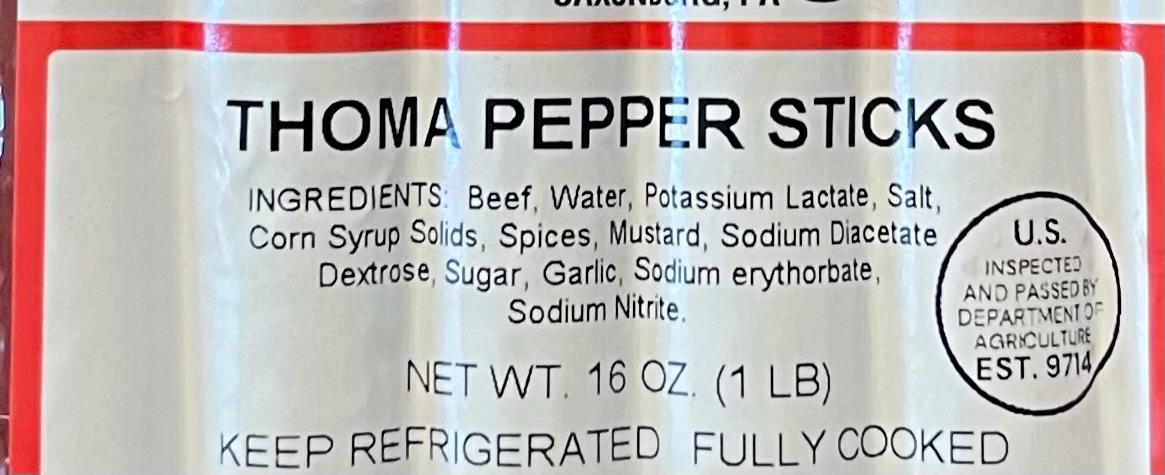 THOMA PEPPER STICKS
INGREDIENTS: Beef, Water, Potassium Lactate, Salt,
Corn Syrup Solids, Spices, Mustard, Sodium Diacetate
Dextrose, Sugar, Garlic, Sodium erythorbate,
Sodium Nitrite.
U.S.
INSPECTED
AND PASSED BY
DEPARTMENT OF
AGRICULTURE
EST. 9714
NET WT. 16 OZ. (1 LB)
KEEP REFRIGERATED FULLY COOKED